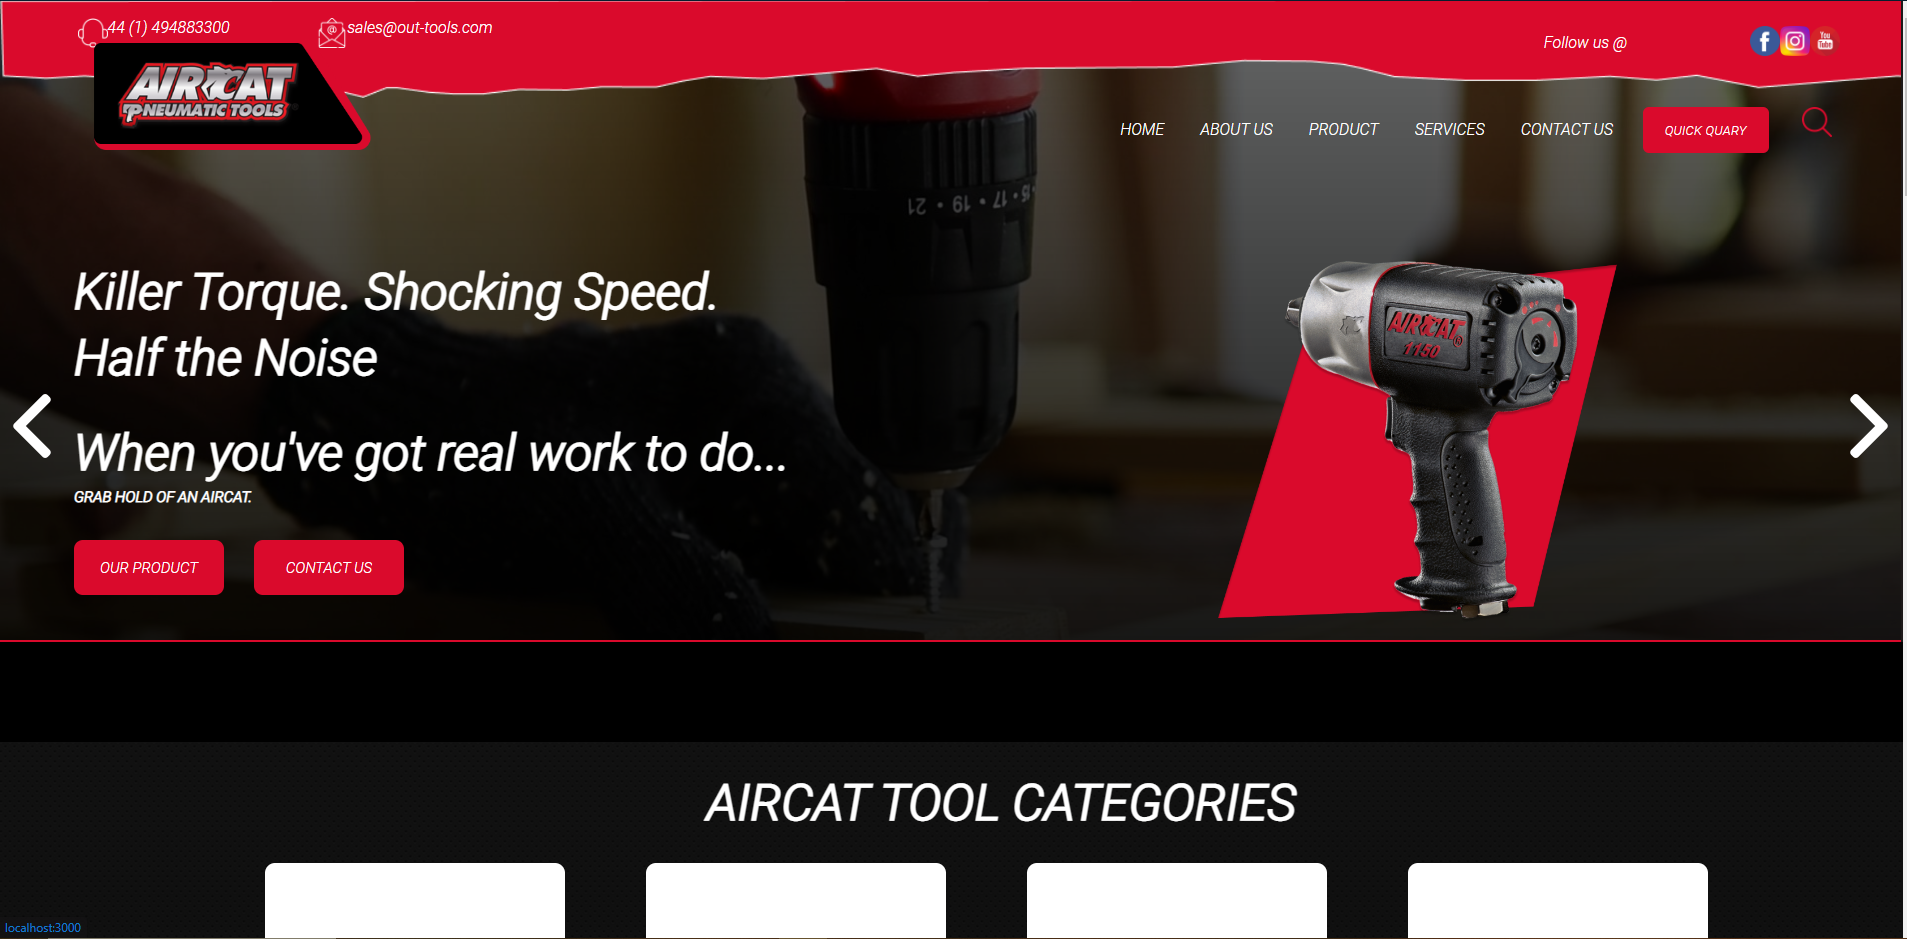 44 (1) 494883300
sales@out-tools.com
Follow us @
You
Tube
AIRCAT
PNEUMATIC TOOLS
HOME
ABOUT US
PRODUCT
SERVICES
CONTACT US
QUICK QUARY
15 • 17 • 19 • 21
Killer Torque. Shocking Speed.
Half the Noise
AIRCAT
1150
When you've got real work to do...
GRAB HOLD OF AN AIRCAT.
OUR PRODUCT
CONTACT US
AIRCAT TOOL CATEGORIES
localhost:3000